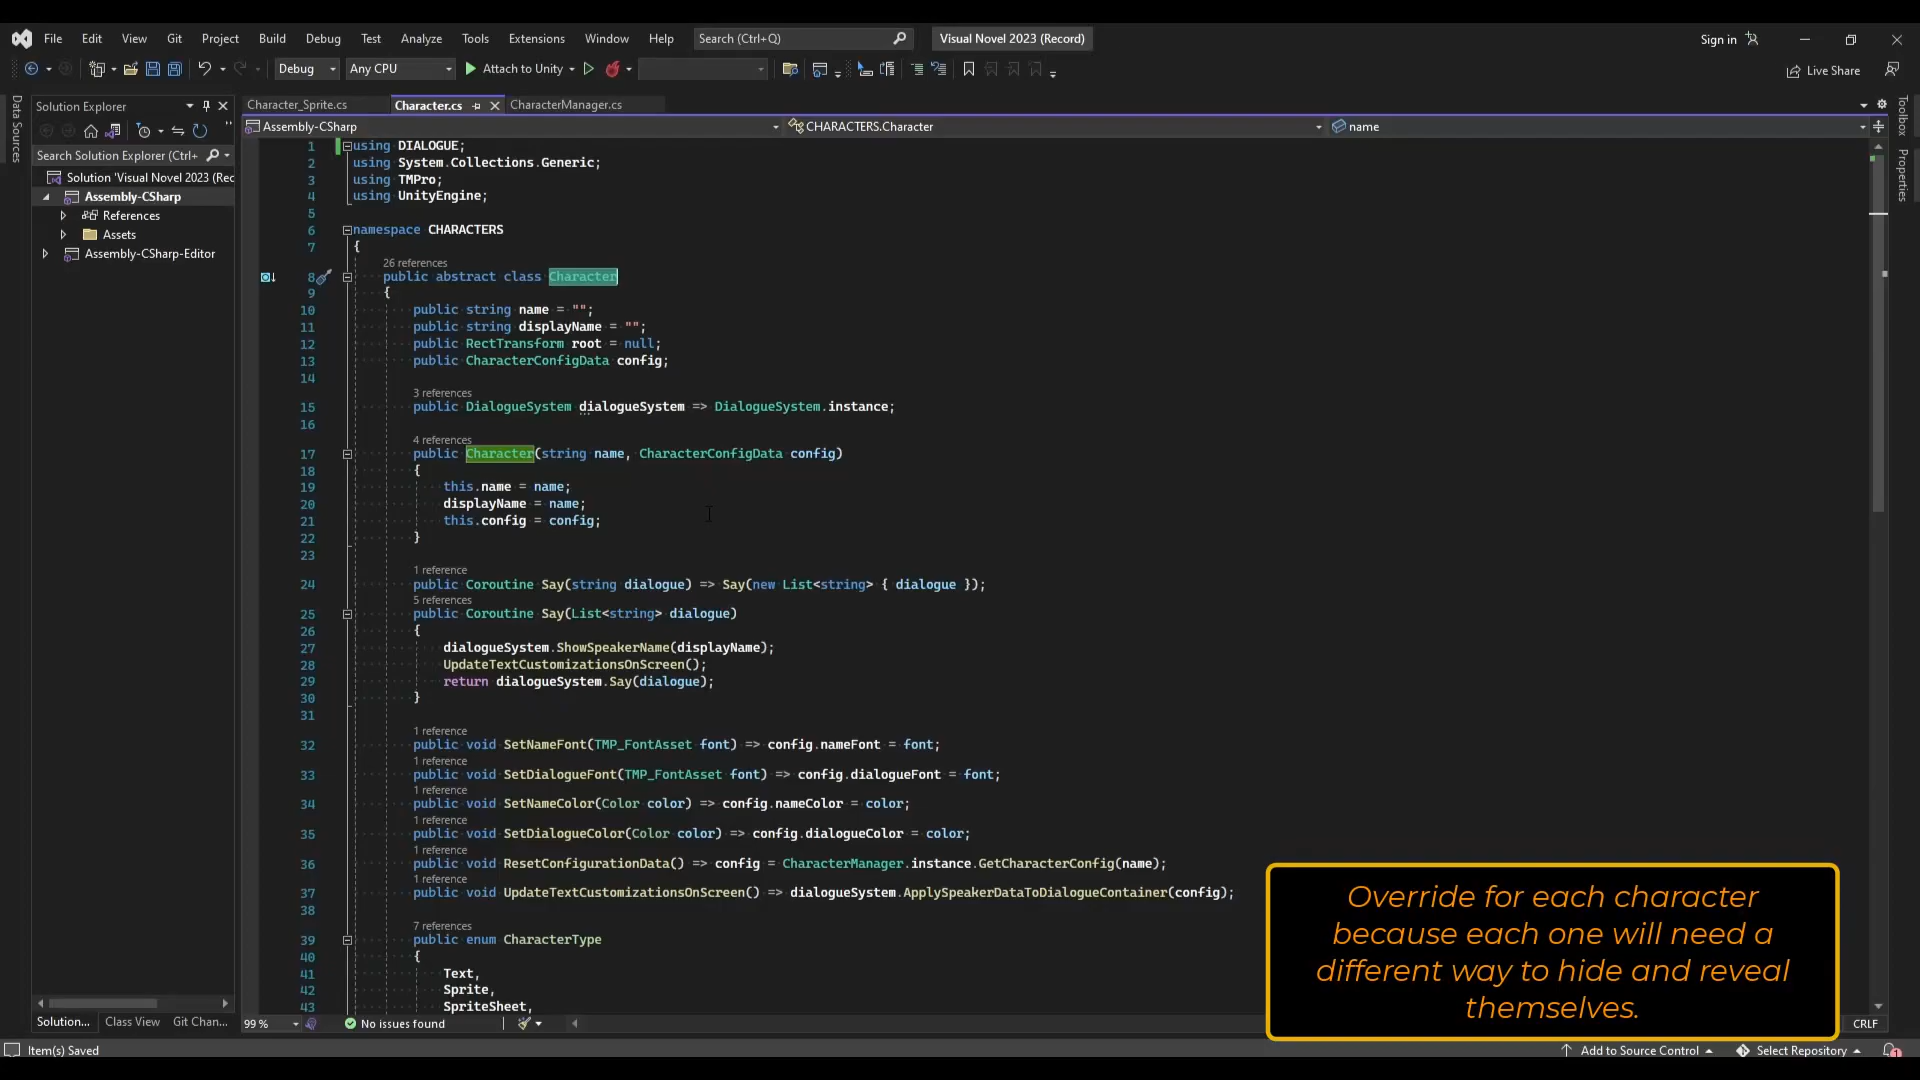 File Edit View Git Project Build Debug Test Analyze Tools Extensions Window Help Search (Ctrl+Q) Visual Novel 2023 (Record) Sign in
Debug Any CPU Attach to Unity Live Share
Data Sources
Solution Explorer
Search Solution Explorer (Ctrl+
Solution 'Visual Novel 2023 (Rec
Assembly-CSharp
References
Assets
Assembly-CSharp-Editor
Character_Sprite.cs Character.cs CharacterManager.cs
Assembly-CSharp CHARACTERS.Character name
Toolbox
Properties
1 using DIALOGUE;
2 using System.Collections.Generic;
3 using TMPro;
4 using UnityEngine;
5
6 namespace CHARACTERS
7 {
26 references
8 public abstract class Character
9 {
10 public string name = "";
11 public string displayName = "";
12 public RectTransform root = null;
13 public CharacterConfigData config;
14
3 references
15 public DialogueSystem dialogueSystem => DialogueSystem.instance;
16
4 references
17 public Character(string name, CharacterConfigData config)
18 {
19 this.name = name;
20 displayName = name;
21 this.config = config;
22 }
23
1 reference
24 public Coroutine Say(string dialogue) => Say(new List<string> { dialogue });
5 references
25 public Coroutine Say(List<string> dialogue)
26 {
27 dialogueSystem.ShowSpeakerName(displayName);
28 UpdateTextCustomizationsOnScreen();
29 return dialogueSystem.Say(dialogue);
30 }
31
1 reference
32 public void SetNameFont(TMP_FontAsset font) => config.nameFont = font;
1 reference
33 public void SetDialogueFont(TMP_FontAsset font) => config.dialogueFont = font;
1 reference
34 public void SetNameColor(Color color) => config.nameColor = color;
1 reference
35 public void SetDialogueColor(Color color) => config.dialogueColor = color;
1 reference
36 public void ResetConfigurationData() => config = CharacterManager.instance.GetCharacterConfig(name);
1 reference
37 public void UpdateTextCustomizationsOnScreen() => dialogueSystem.ApplySpeakerDataToDialogueContainer(config);
38
7 references
39 public enum CharacterType
40 {
41 Text,
42 Sprite,
43 SpriteSheet,
Override for each character
because each one will need a
different way to hide and reveal
themselves.
Solution... Class View Git Chan...
99 % No issues found CRLF
Item(s) Saved Add to Source Control Select Repository 1